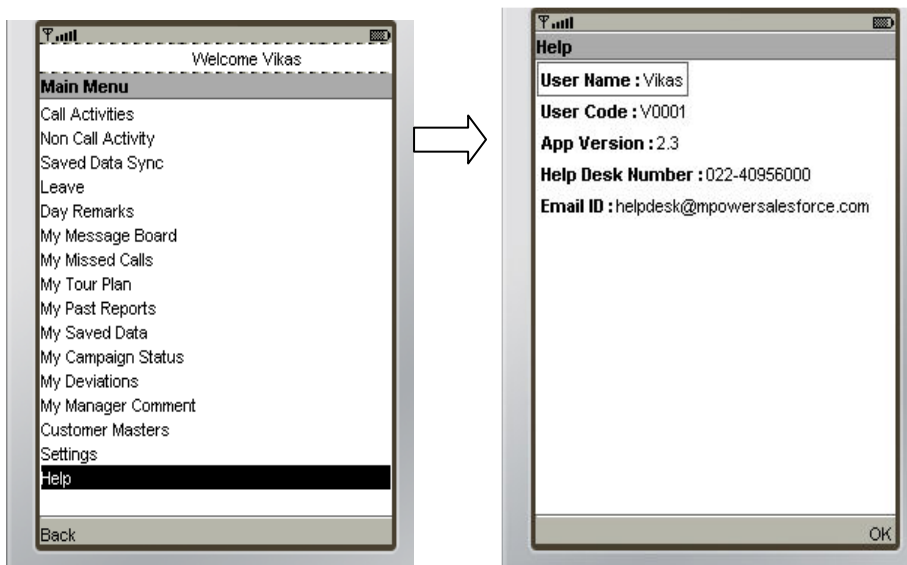 Welcome Vikas
Main Menu
Call Activities
Non Call Activity
Saved Data Sync
Leave
Day Remarks
My Message Board
My Missed Calls
My Tour Plan
My Past Reports
My Saved Data
My Campaign Status
My Deviations
My Manager Comment
Customer Masters
Settings
Help
Back
Help
User Name : Vikas
User Code : V0001
App Version : 2.3
Help Desk Number : 022-40956000
Email ID : helpdesk@mpowersalesforce.com
OK